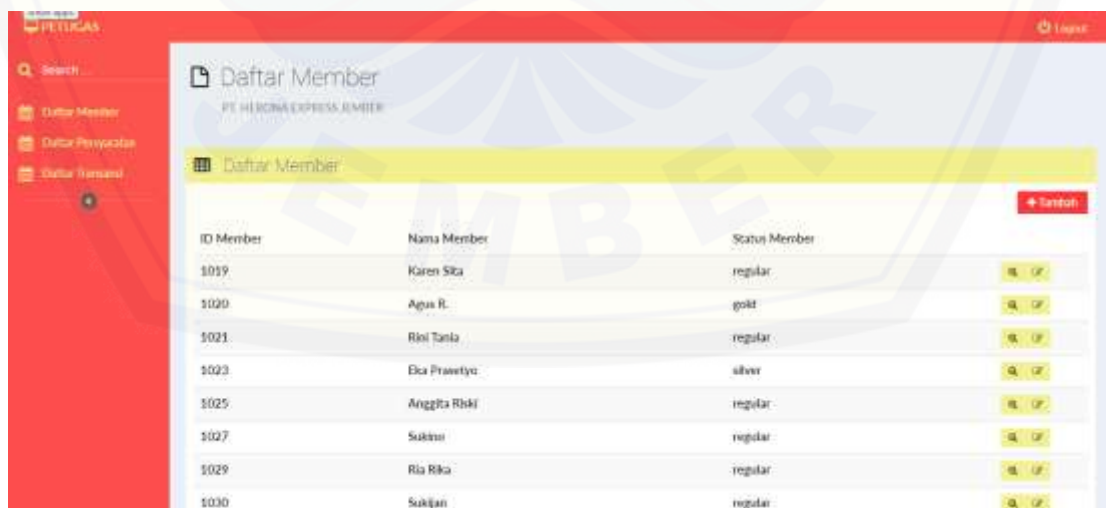 PETUGAS
Logout
Search ...
Daftar Member
Daftar Persyaratan
Daftar Transaksi
Daftar Member
PT. HERONA EXPRESS JEMBER
Daftar Member
+ Tambah
ID Member Nama Member Status Member
1019 Karen Sita regular
1020 Agus R. gold
1021 Rini Tania regular
1023 Eka Prasetyo silver
1025 Anggita Riski regular
1027 Sukino regular
1029 Ria Rika regular
1030 Sukijan regular